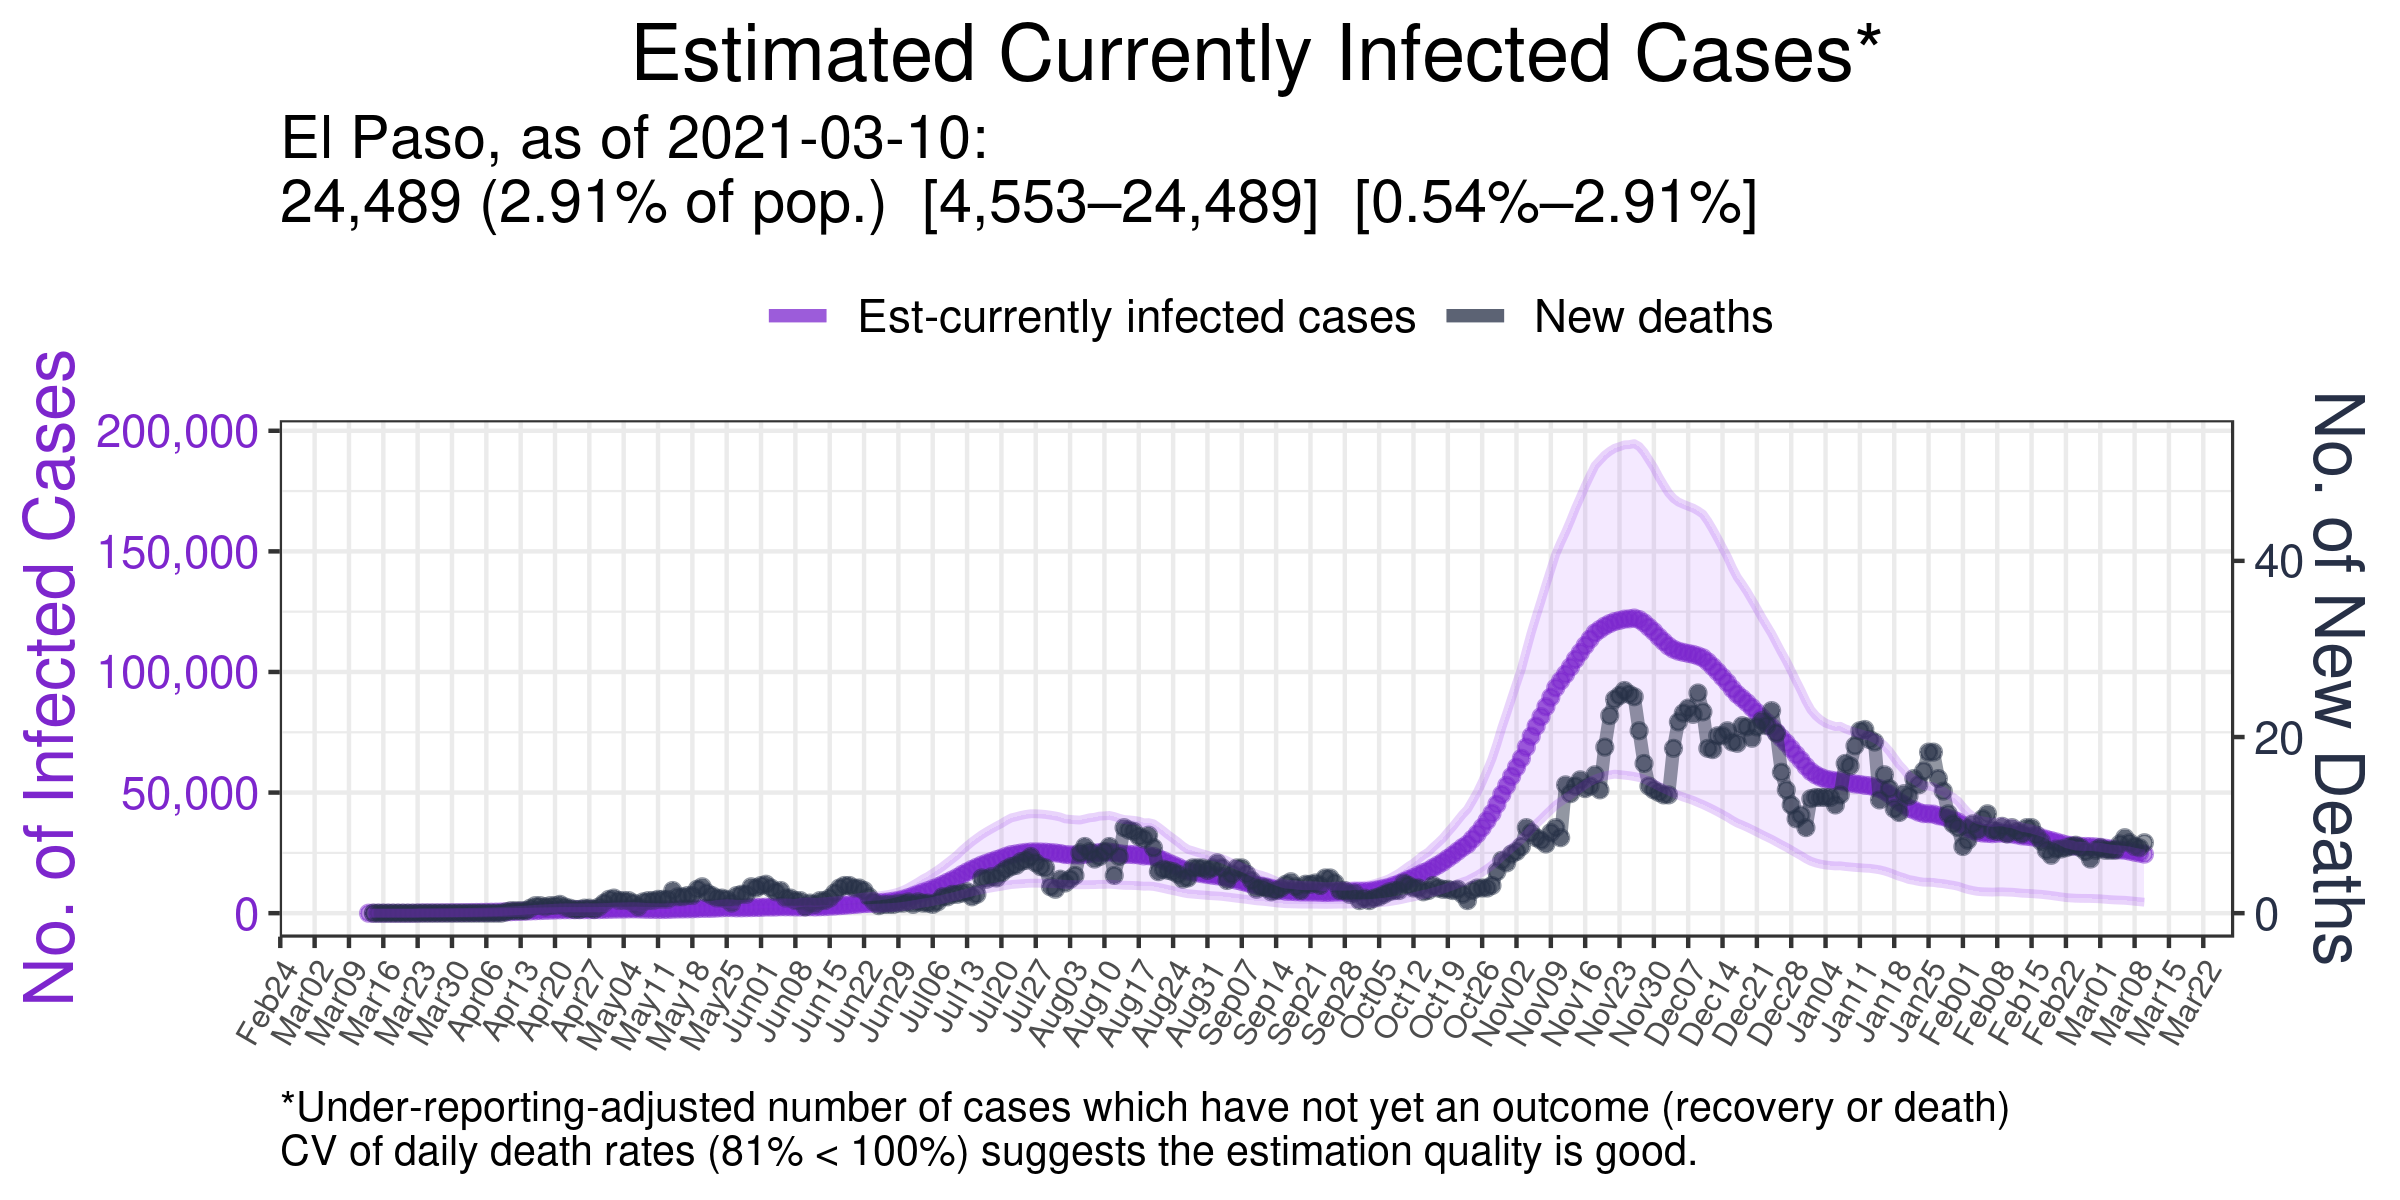 Estimated Currently Infected Cases*
El Paso, as of 2021-03-10:
24,489 (2.91% of pop.) [4,553–24,489] [0.54%–2.91%]
Est-currently infected cases
New deaths
No. of Infected Cases
200,000
150,000
100,000
50,000
0
40
20
0
No. of New Deaths
Feb24
Mar02
Mar09
Mar16
Mar23
Mar30
Apr06
Apr13
Apr20
Apr27
May04
May11
May18
May25
Jun01
Jun08
Jun15
Jun22
Jun29
Jul06
Jul13
Jul20
Jul27
Aug03
Aug10
Aug17
Aug24
Aug31
Sep07
Sep14
Sep21
Sep28
Oct05
Oct12
Oct19
Oct26
Nov02
Nov09
Nov16
Nov23
Nov30
Dec07
Dec14
Dec21
Dec28
Jan04
Jan11
Jan18
Jan25
Feb01
Feb08
Feb15
Feb22
Mar01
Mar08
Mar15
Mar22
*Under-reporting-adjusted number of cases which have not yet an outcome (recovery or death)
CV of daily death rates (81% < 100%) suggests the estimation quality is good.